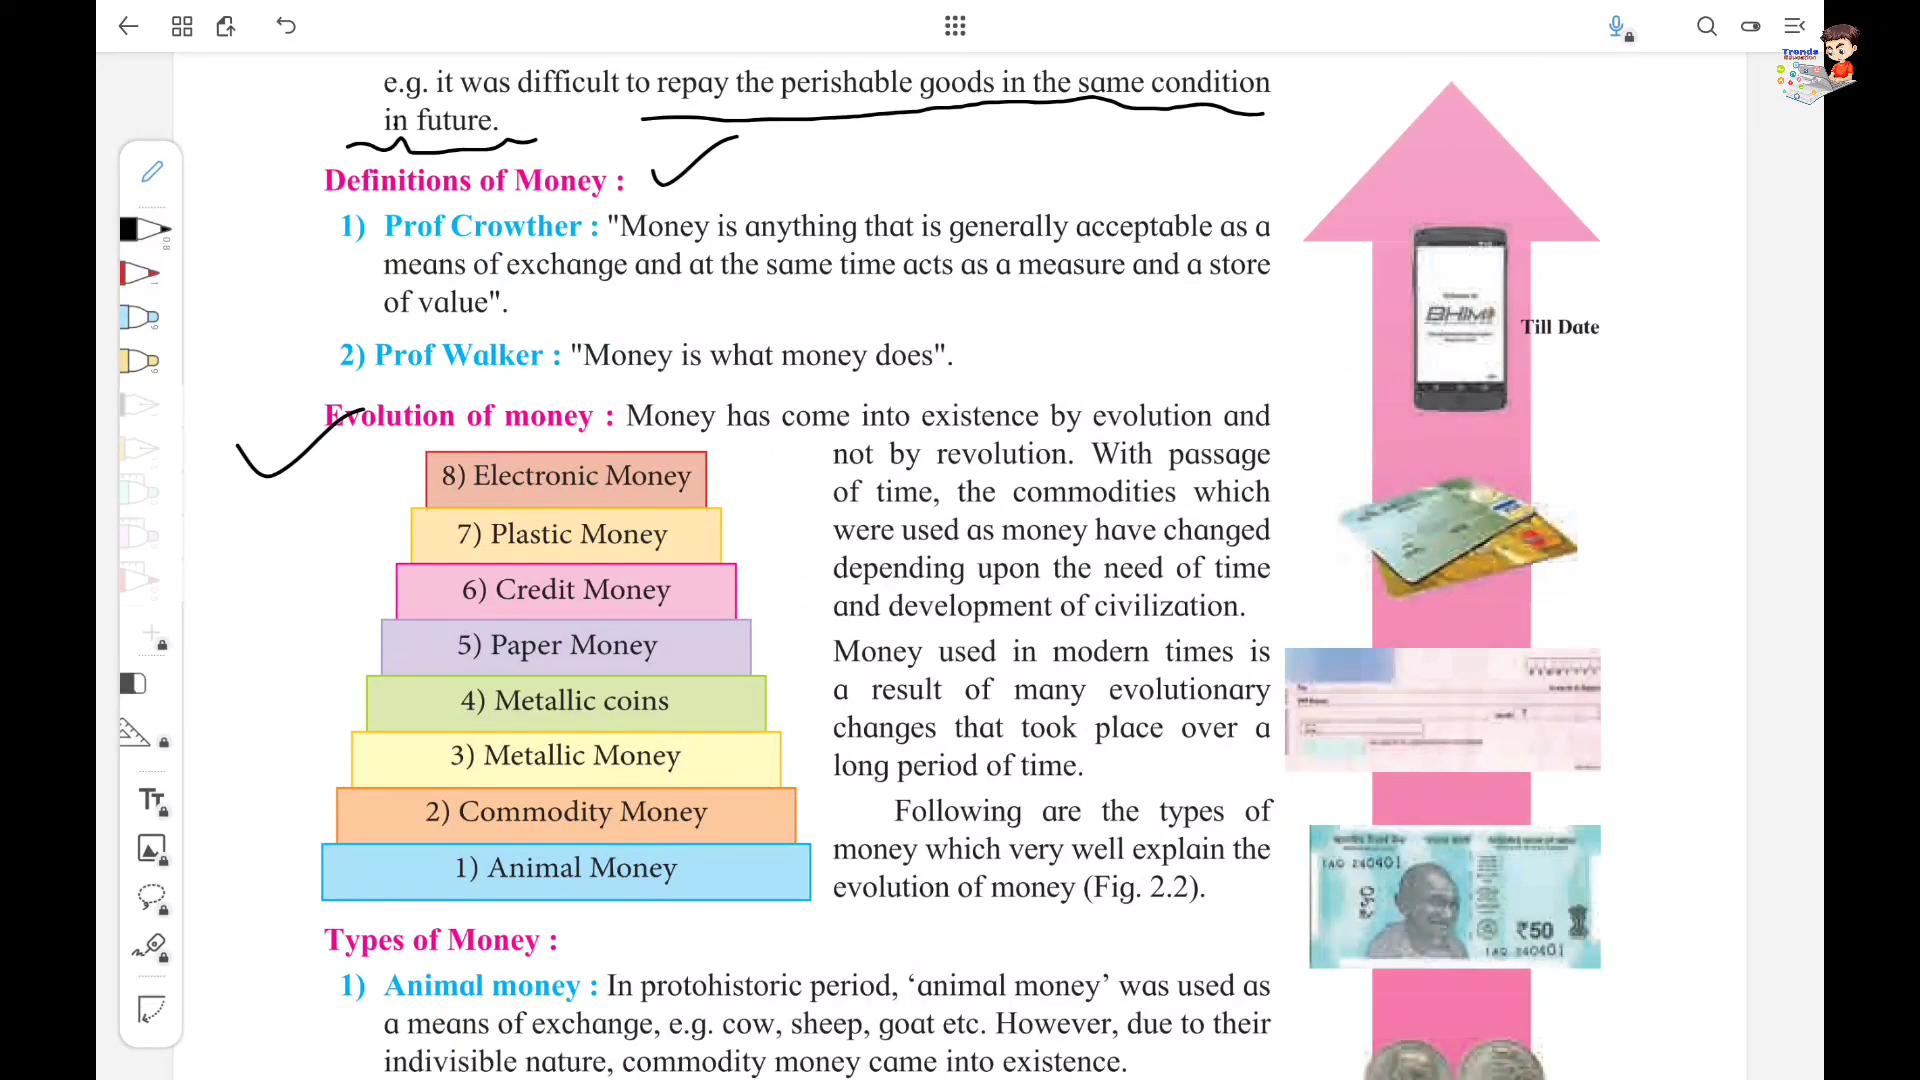 e.g. it was difficult to repay the perishable goods in the same condition
in future.
Definitions of Money :
1) Prof Crowther : "Money is anything that is generally acceptable as a
means of exchange and at the same time acts as a measure and a store
of value".
2) Prof Walker : "Money is what money does".
Evolution of money : Money has come into existence by evolution and
not by revolution. With passage
of time, the commodities which
were used as money have changed
depending upon the need of time
and development of civilization.
Money used in modern times is
a result of many evolutionary
changes that took place over a
long period of time.
Following are the types of
money which very well explain the
evolution of money (Fig. 2.2).
8) Electronic Money
7) Plastic Money
6) Credit Money
5) Paper Money
4) Metallic coins
3) Metallic Money
2) Commodity Money
1) Animal Money
Types of Money :
1) Animal money : In protohistoric period, ‘animal money’ was used as
a means of exchange, e.g. cow, sheep, goat etc. However, due to their
indivisible nature, commodity money came into existence.
BHIM
Till Date
1AQ 240401
₹50
1AQ 240401
Trends
Education
Tт